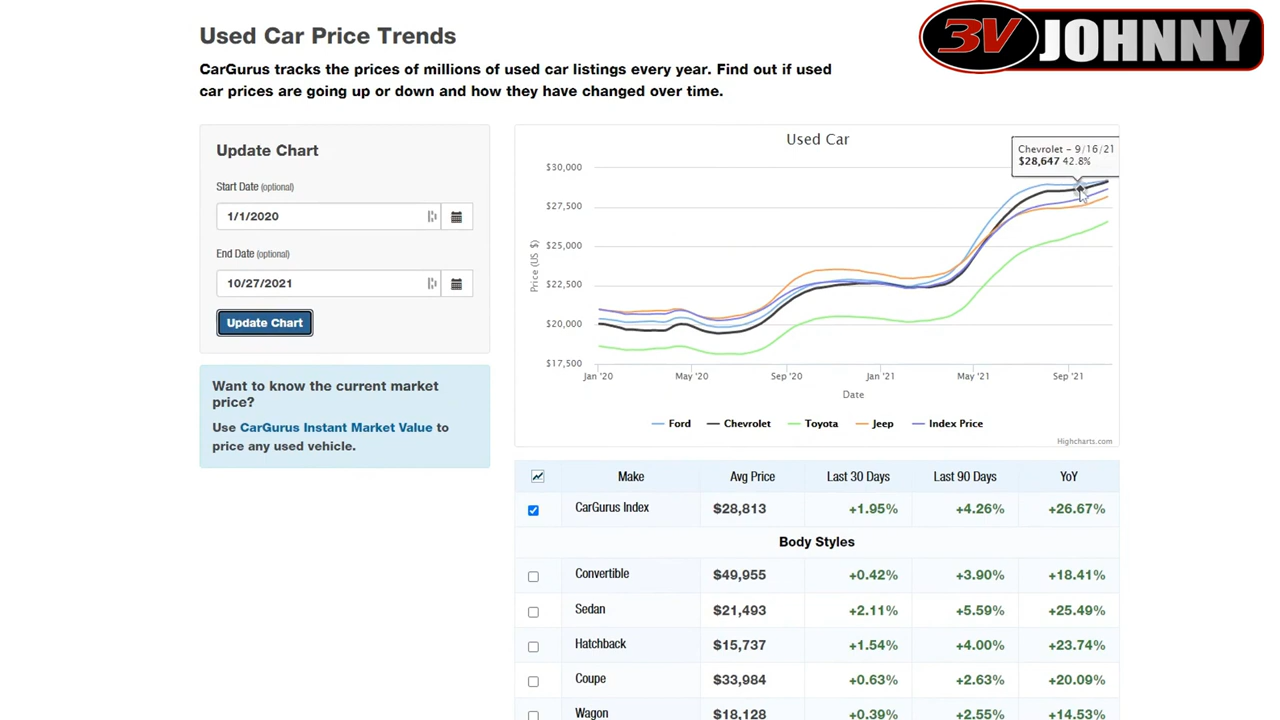 3V JOHNNY
Used Car Price Trends
CarGurus tracks the prices of millions of used car listings every year. Find out if used
car prices are going up or down and how they have changed over time.
Update Chart
Start Date (optional)
1/1/2020
End Date (optional)
10/27/2021
Update Chart
Want to know the current market
price?
Use CarGurus Instant Market Value to
price any used vehicle.
Used Car
Chevrolet – 9/16/21
$28,647 42.8%
$30,000
$27,500
$25,000
$22,500
$20,000
$17,500
Price (US $)
Jan '20 May '20 Sep '20 Jan '21 May '21 Sep '21
Date
Ford Chevrolet Toyota Jeep Index Price
Highcharts.com
Make Avg Price Last 30 Days Last 90 Days YoY
CarGurus Index $28,813 +1.95% +4.26% +26.67%
Body Styles
Convertible $49,955 +0.42% +3.90% +18.41%
Sedan $21,493 +2.11% +5.59% +25.49%
Hatchback $15,737 +1.54% +4.00% +23.74%
Coupe $33,984 +0.63% +2.63% +20.09%
Wagon $18,128 +0.39% +2.55% +14.53%